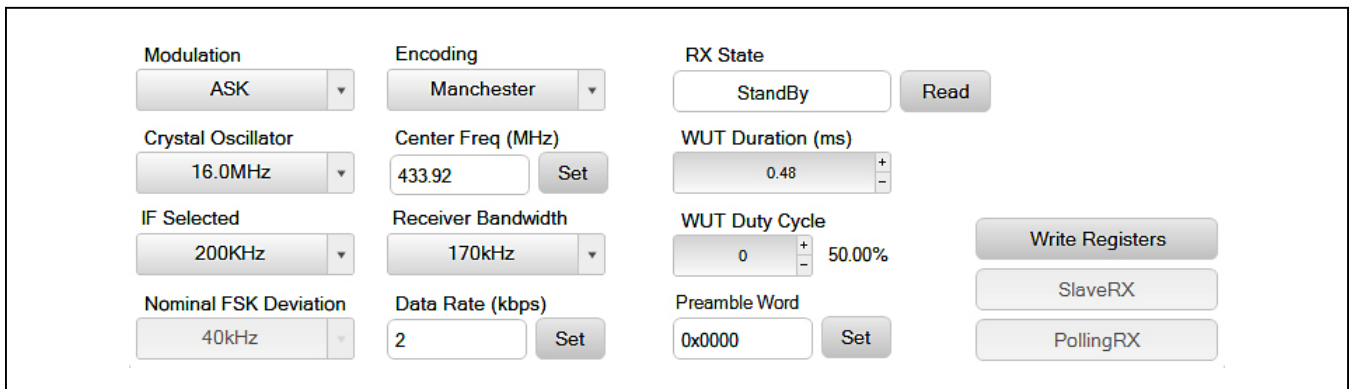 Modulation
ASK
Encoding
Manchester
RX State
StandBy
Read
Crystal Oscillator
16.0MHz
Center Freq (MHz)
433.92
Set
WUT Duration (ms)
0.48
+
−
IF Selected
200KHz
Receiver Bandwidth
170kHz
WUT Duty Cycle
0
+
−
50.00%
Write Registers
Nominal FSK Deviation
40kHz
Data Rate (kbps)
2
Set
Preamble Word
0x0000
Set
SlaveRX
PollingRX